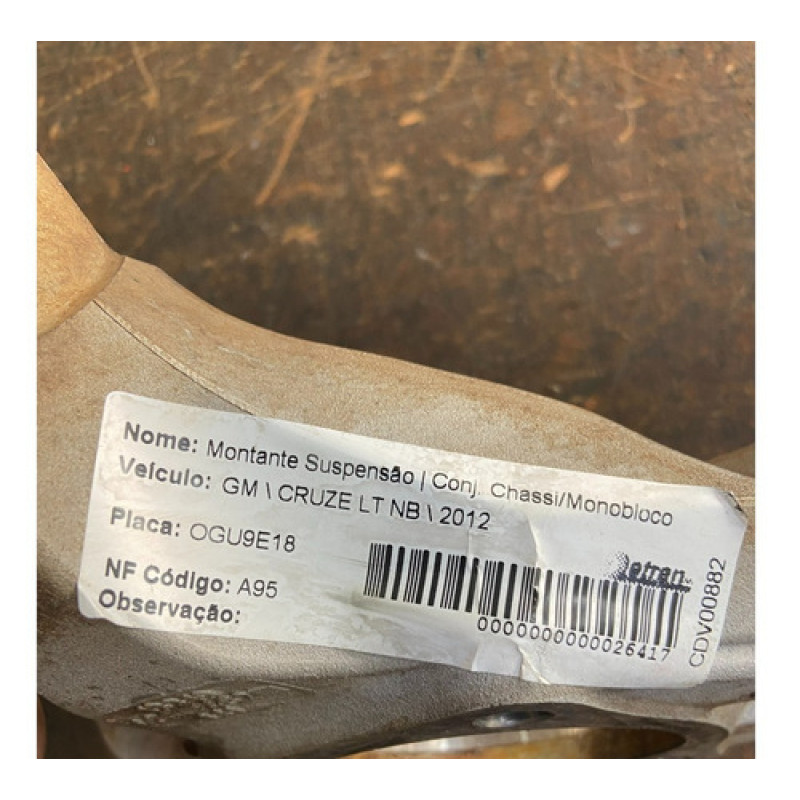 Nome: Montante Suspensão | Conj. Chassi/Monobloco
Veículo: GM \ CRUZE LT NB \ 2012
Placa: OGU9E18
NF Código: A95
Observação:
etran
0000000000026417
CDV00882